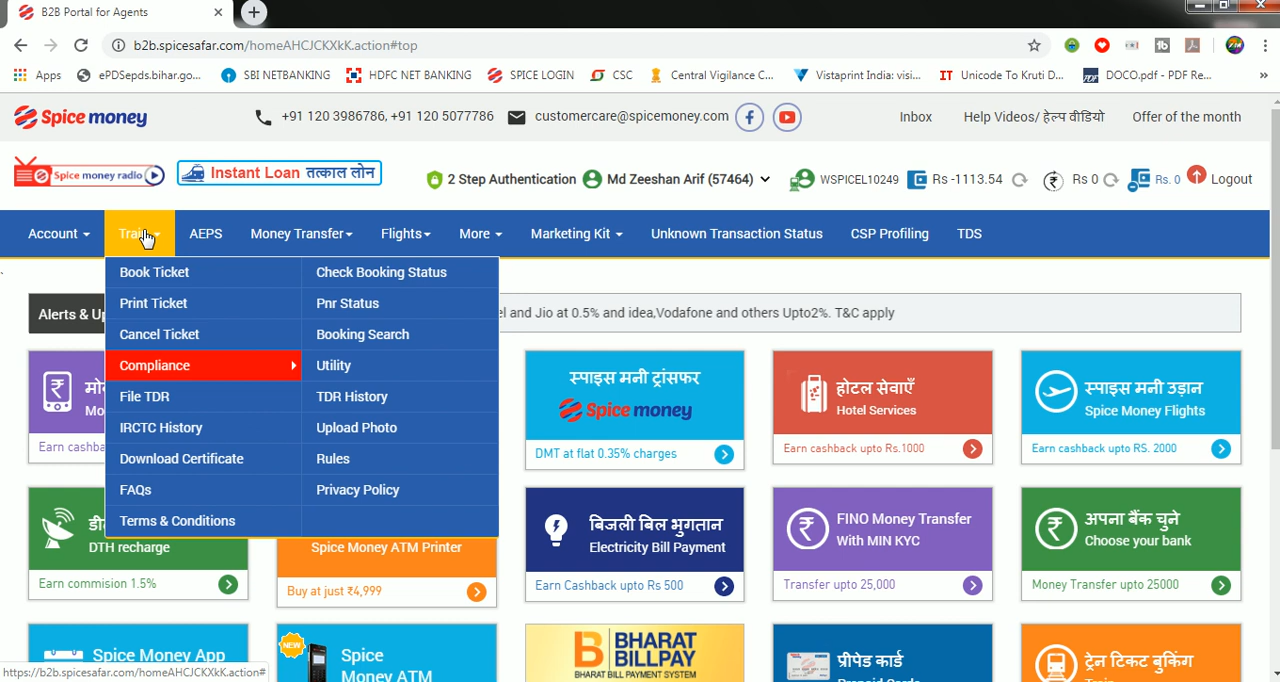 B2B Portal for Agents
b2b.spicesafar.com/homeAHCJCKXkK.action#top
Apps ePDSepds.bihar.go... SBI NETBANKING HDFC NET BANKING SPICE LOGIN CSC Central Vigilance C... Vistaprint India: visi... IT Unicode To Kruti D... DOCO.pdf - PDF Re... »
Spice money +91 120 3986786, +91 120 5077786 customercare@spicemoney.com Inbox Help Videos/ हेल्प वीडियो Offer of the month
Spice money radio Instant Loan तत्काल लोन 2 Step Authentication Md Zeeshan Arif (57464) WSPICEL10249 Rs -1113.54 Rs 0 Rs. 0 Logout
Account AEPS Money Transfer Flights More Marketing Kit Unknown Transaction Status CSP Profiling TDS
Book Ticket Check Booking Status
Print Ticket Pnr Status
Alerts & Up el and Jio at 0.5% and idea,Vodafone and others Upto2%. T&C apply
Cancel Ticket Booking Search
Compliance Utility
File TDR TDR History
IRCTC History Upload Photo
Download Certificate Rules
FAQs Privacy Policy
Terms & Conditions
मो
Mo
Earn cashba
स्पाइस मनी ट्रांसफर
Spice money
DMT at flat 0.35% charges
होटल सेवाएँ
Hotel Services
Earn cashback upto Rs.1000
स्पाइस मनी उड़ान
Spice Money Flights
Earn cashback upto RS. 2000
डी
DTH recharge
Earn commision 1.5%
Spice Money ATM Printer
Buy at just ₹4,999
बिजली बिल भुगतान
Electricity Bill Payment
Earn Cashback upto Rs 500
FINO Money Transfer
With MIN KYC
Transfer upto 25,000
अपना बैंक चुने
Choose your bank
Money Transfer upto 25000
Spice Money App
NEW
Spice
Money ATM
B BHARAT
BILLPAY
BHARAT BILL PAYMENT SYSTEM
प्रीपेड कार्ड
Prepaid Cards
ट्रेन टिकट बुकिंग
Train
https://b2b.spicesafar.com/homeAHCJCKXkK.action#